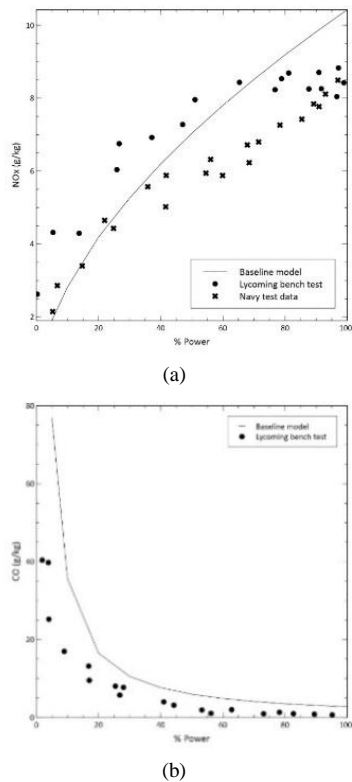 10
8
6
4
2
NOx (g/kg)
Baseline model
Lycoming bench test
Navy test data
0
20
40
60
80
100
% Power
(a)
80
60
40
20
0
CO (g/kg)
Baseline model
Lycoming bench test
0
20
40
60
80
100
% Power
(b)